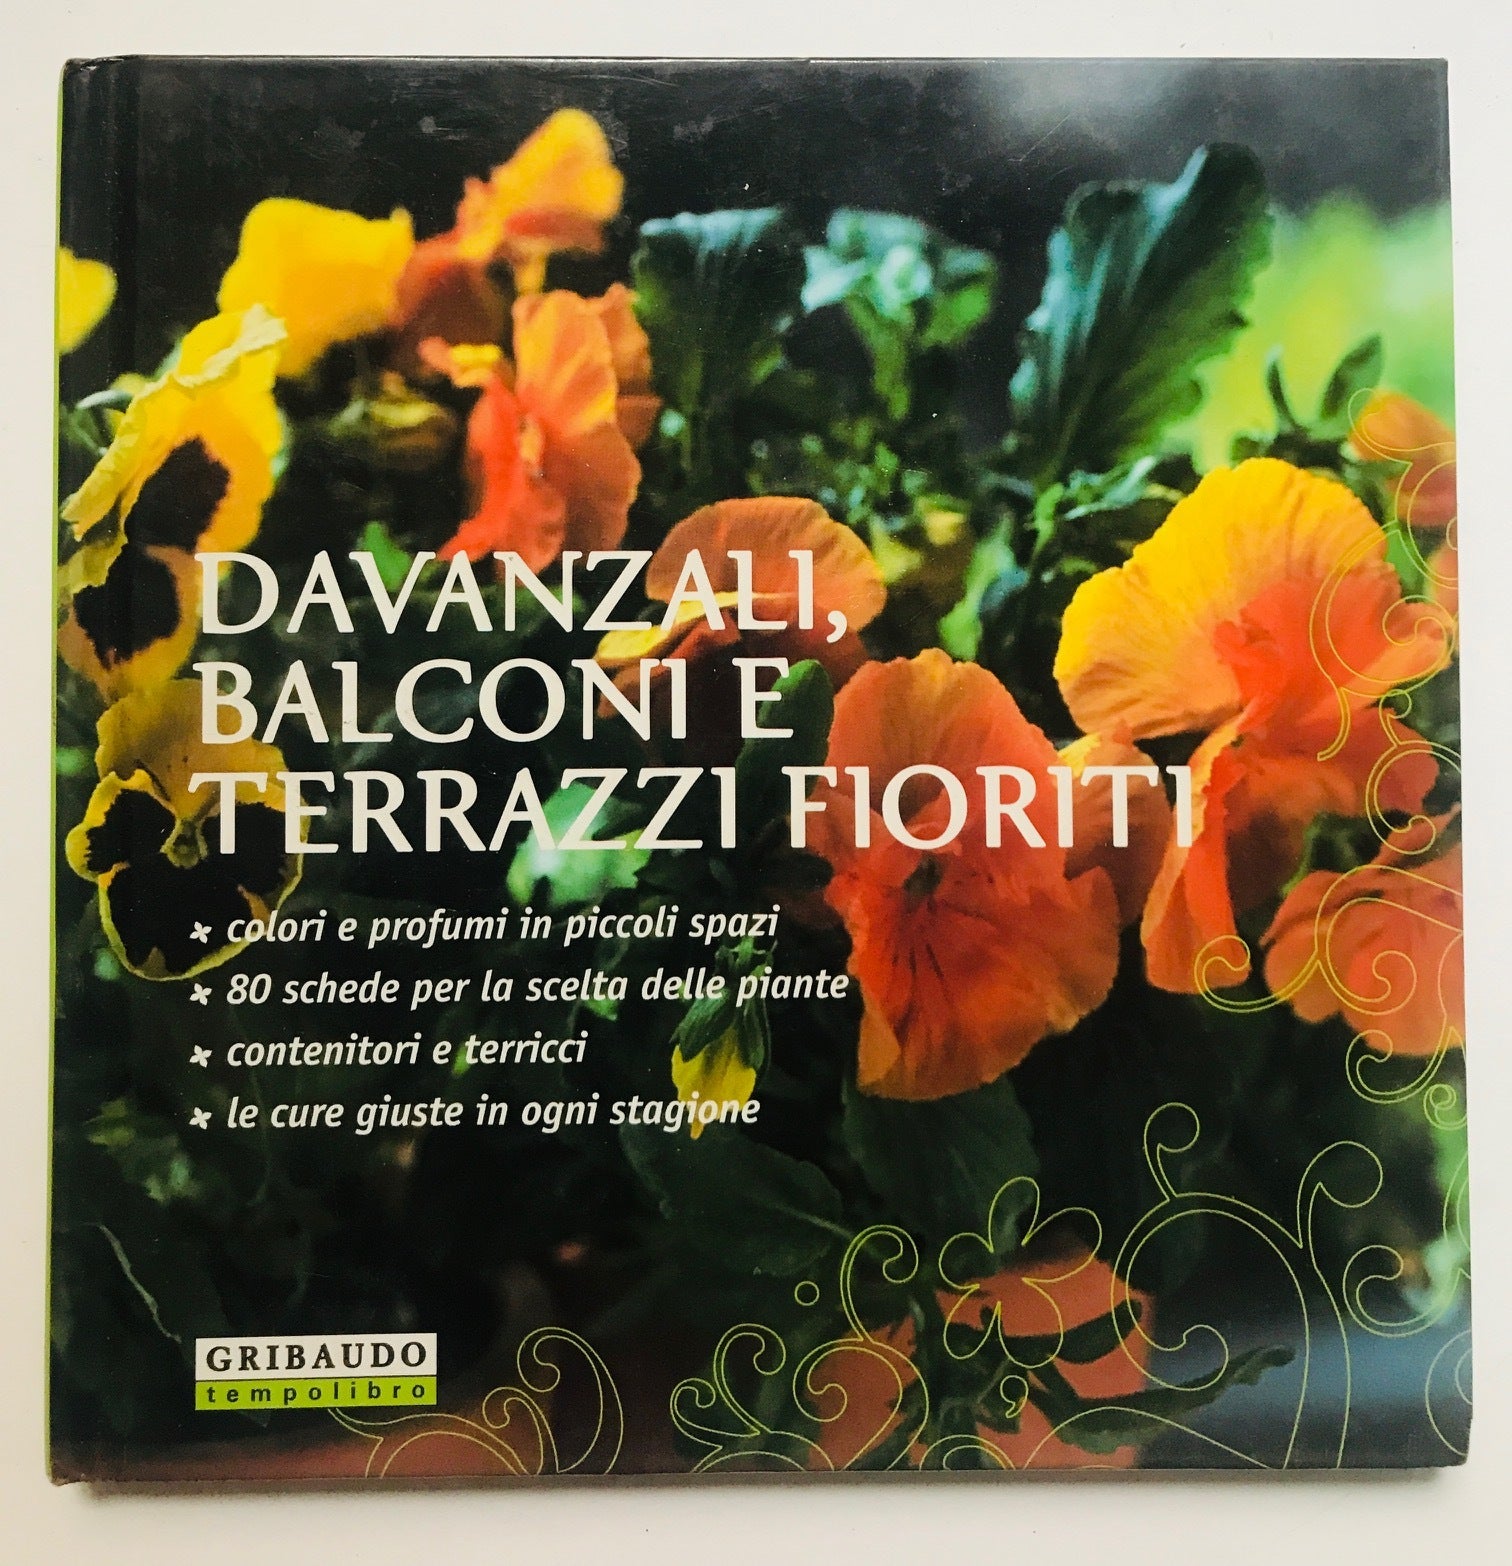 DAVANZALI,
BALCONI E
TERRAZZI FIORITI
colori e profumi in piccoli spazi
80 schede per la scelta delle piante
contenitori e terricci
le cure giuste in ogni stagione
GRIBAUDO
tempolibro